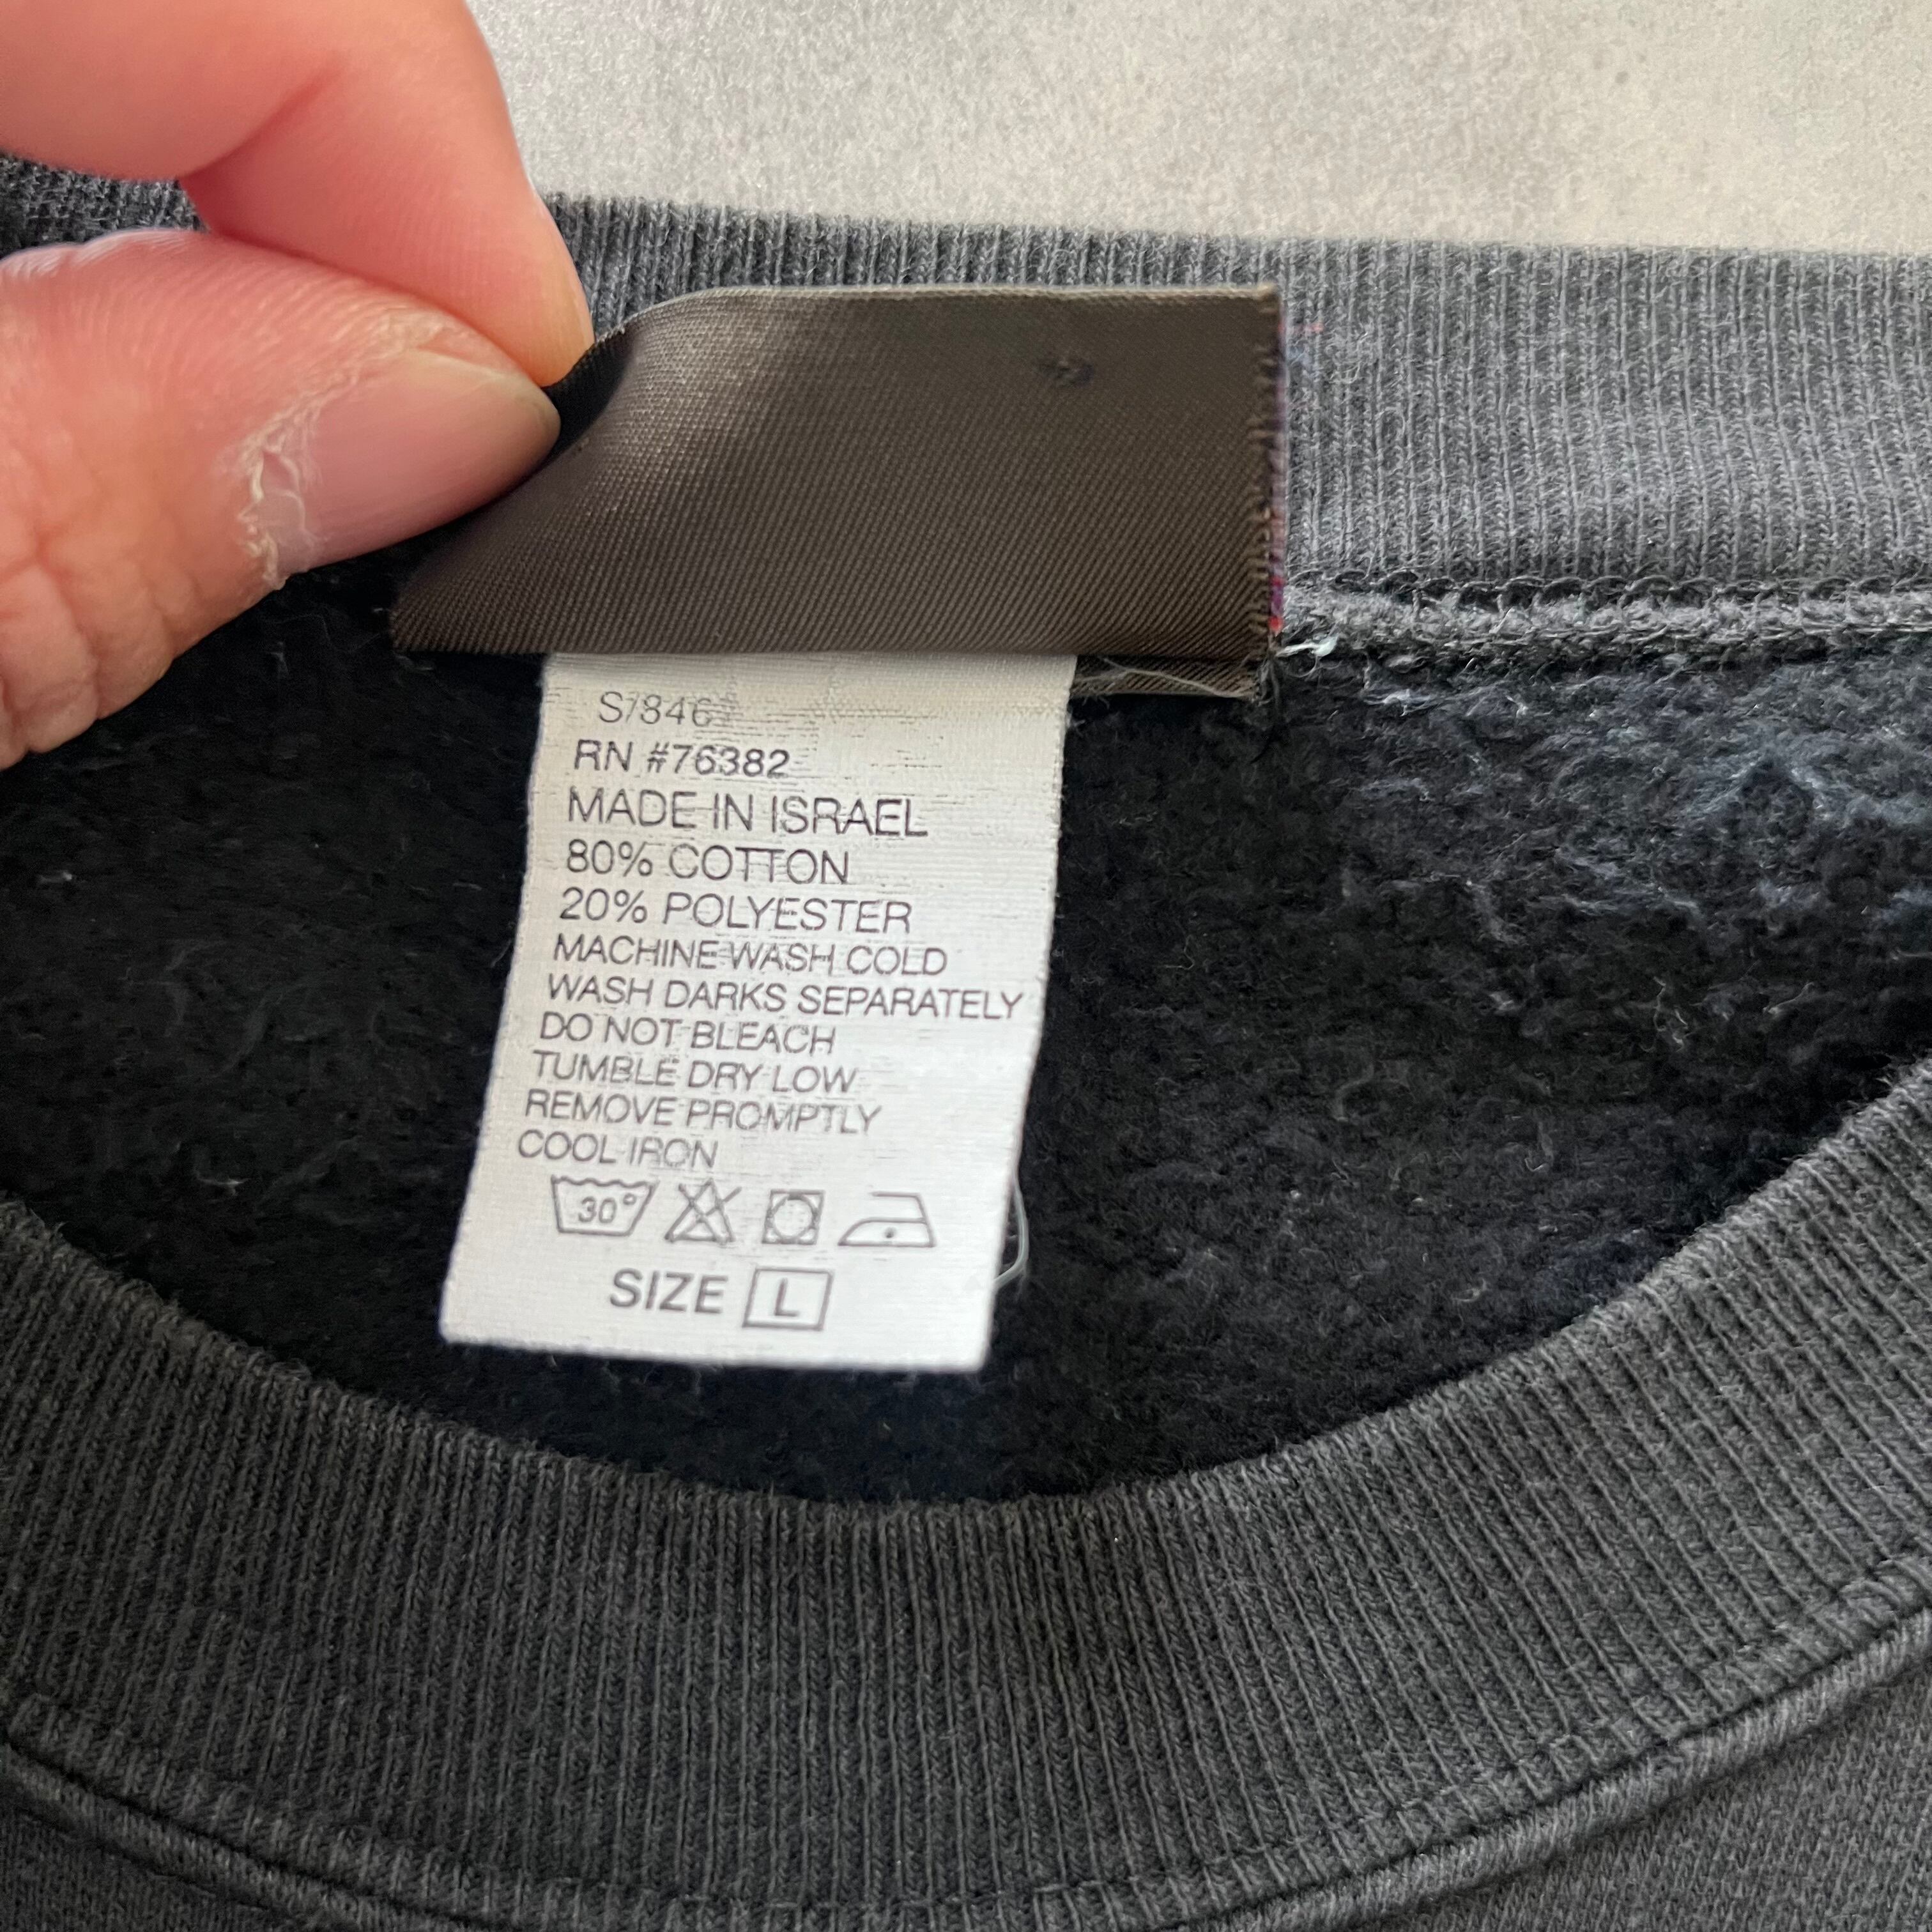 RN #76382
MADE IN ISRAEL
80% COTTON
20% POLYESTER
MACHINE WASH COLD
WASH DARKS SEPARATELY
DO NOT BLEACH
TUMBLE DRY LOW
REMOVE PROMPTLY
COOL IRON
30°
SIZE L